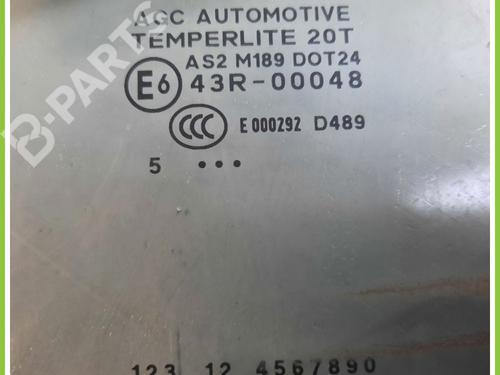 AGC AUTOMOTIVE
TEMPERLITE 20T
AS2 M189 DOT24
E6 43R-00048
CCC E 000292 D489
5 •••
123 12 4567890
B-PARTS